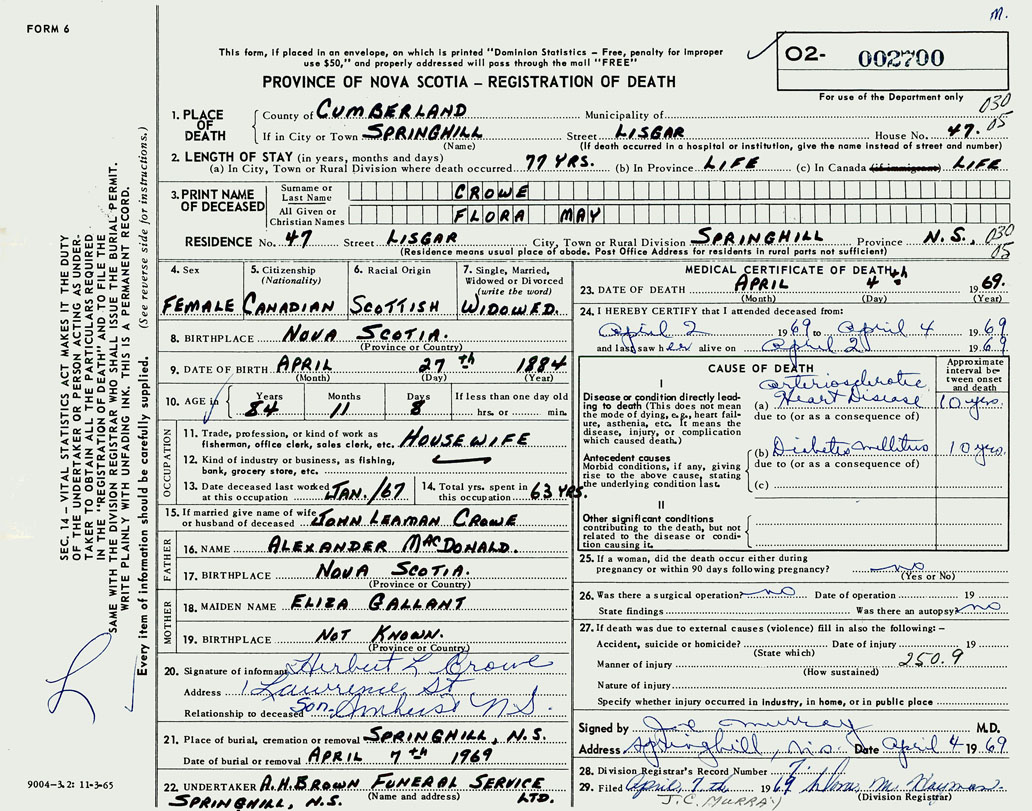 M.
FORM 6
This form, if placed in an envelope, on which is printed "Dominion Statistics – Free, penalty for improper
use $50," and properly addressed will pass through the mail "FREE"
O2- 002700
PROVINCE OF NOVA SCOTIA – REGISTRATION OF DEATH
For use of the Department only
1. PLACE OF DEATH
County of CUMBERLAND Municipality of 030
If in City or Town SPRINGHILL Street LISGAR House No. 47. 05
(Name) (If death occurred in a hospital or institution, give the name instead of street and number)
2. LENGTH OF STAY (in years, months and days)
(a) In City, Town or Rural Division where death occurred 77 YRS. (b) In Province LIFE (c) In Canada (if immigrant) LIFE
3. PRINT NAME OF DECEASED
Surname or Last Name CROWE
All Given or Christian Names FLORA MAY
RESIDENCE No. 47 Street LISGAR City, Town or Rural Division SPRINGHILL Province N.S., 030
(Residence means usual place of abode. Post Office Address for residents in rural parts not sufficient) 05
4. Sex
FEMALE
5. Citizenship
(Nationality)
CANADIAN
6. Racial Origin
SCOTTISH
7. Single, Married,
Widowed or Divorced
(write the word)
WIDOWED.
8. BIRTHPLACE NOVA SCOTIA.
(Province or Country)
9. DATE OF BIRTH APRIL 27 th 1884
(Month) (Day) (Year)
10. AGE in Years Months Days If less than one day old
84 11 8 hrs. or min.
OCCUPATION
11. Trade, profession, or kind of work as
fisherman, office clerk, sales clerk, etc. HOUSEWIFE
12. Kind of industry or business, as fishing,
bank, grocery store, etc.
13. Date deceased last worked
at this occupation JAN./67
14. Total yrs. spent in
this occupation 63 YRS.
15. If married give name of wife
or husband of deceased JOHN LEAMAN CROWE
FATHER
16. NAME ALEXANDER MACDONALD.
17. BIRTHPLACE NOVA SCOTIA.
(Province or Country)
MOTHER
18. MAIDEN NAME ELIZA GALLANT
19. BIRTHPLACE NOT KNOWN.
(Province or Country)
20. Signature of informant Herbert L Crowe
Address 1 Lawrence St
Relationship to deceased Son Amherst N.S.
21. Place of burial, cremation or removal SPRINGHILL, N.S.
Date of burial or removal APRIL 7 th 1969
22. UNDERTAKER A.H. BROWN FUNERAL SERVICE
SPRINGHILL, N.S. (Name and address) LTD.
MEDICAL CERTIFICATE OF DEATH
23. DATE OF DEATH APRIL 4 th 1969.
(Month) (Day) (Year)
24. I HEREBY CERTIFY that I attended deceased from:
April 2 1969 to April 4 1969
and last saw her alive on April 2 1969
CAUSE OF DEATH
Approximate
interval be-
tween onset
and death
I
Disease or condition directly lead-
ing to death (This does not mean
the mode of dying, e.g., heart fail-
ure, asthenia, etc. It means the
disease, injury, or complication
which caused death.)
arteriosclerotic
(a) Heart Disease 10 yrs.
due to (or as a consequence of)
Antecedent causes
Morbid conditions, if any, giving
rise to the above cause, stating
the underlying condition last.
(b) Diabetes mellitus 10 yrs.
due to (or as a consequence of)
(c)
II
Other significant conditions
contributing to the death, but not
related to the disease or condi-
tion causing it.
25. If a woman, did the death occur either during
pregnancy or within 90 days following pregnancy? no
(Yes or No)
26. Was there a surgical operation? no Date of operation 19
State findings Was there an autopsy? no
27. If death was due to external causes (violence) fill in also the following: –
Accident, suicide or homicide? Date of injury 19
(State which)
Manner of injury 250.9
(How sustained)
Nature of injury
Specify whether injury occurred in Industry, in home, or in public place
Signed by J.C. Murray M.D.
Address Springhill, N.S. Date April 4 1969
28. Division Registrar's Record Number
29. Filed April 7th 1969
(J.C. MURRAY) (Division Registrar)
SEC. 14 – VITAL STATISTICS ACT MAKES IT THE DUTY
OF THE UNDERTAKER OR PERSON ACTING AS UNDER-
TAKER TO OBTAIN ALL THE PARTICULARS REQUIRED
IN THE "REGISTRATION OF DEATH" AND TO FILE THE
SAME WITH THE DIVISION REGISTRAR WHO SHALL ISSUE THE BURIAL PERMIT.
WRITE PLAINLY WITH UNFADING INK. THIS IS A PERMANENT RECORD.
Every item of information should be carefully supplied. (See reverse side for instructions.)
9004-3.2: 11-3-65